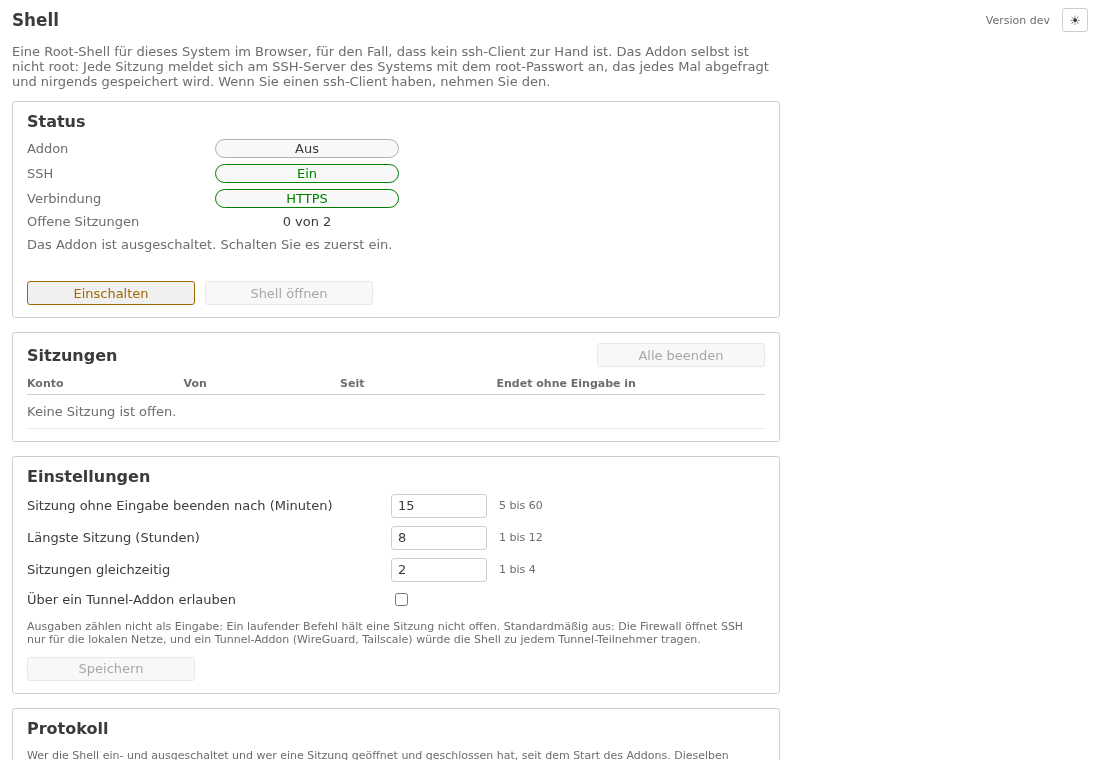 Shell
Version dev
☀
Eine Root-Shell für dieses System im Browser, für den Fall, dass kein ssh-Client zur Hand ist. Das Addon selbst ist
nicht root: Jede Sitzung meldet sich am SSH-Server des Systems mit dem root-Passwort an, das jedes Mal abgefragt
und nirgends gespeichert wird. Wenn Sie einen ssh-Client haben, nehmen Sie den.
Status
Addon Aus
SSH Ein
Verbindung HTTPS
Offene Sitzungen 0 von 2
Das Addon ist ausgeschaltet. Schalten Sie es zuerst ein.
Einschalten Shell öffnen
Sitzungen Alle beenden
Konto Von Seit Endet ohne Eingabe in
Keine Sitzung ist offen.
Einstellungen
Sitzung ohne Eingabe beenden nach (Minuten) 15 5 bis 60
Längste Sitzung (Stunden) 8 1 bis 12
Sitzungen gleichzeitig 2 1 bis 4
Über ein Tunnel-Addon erlauben
Ausgaben zählen nicht als Eingabe: Ein laufender Befehl hält eine Sitzung nicht offen. Standardmäßig aus: Die Firewall öffnet SSH
nur für die lokalen Netze, und ein Tunnel-Addon (WireGuard, Tailscale) würde die Shell zu jedem Tunnel-Teilnehmer tragen.
Speichern
Protokoll
Wer die Shell ein- und ausgeschaltet und wer eine Sitzung geöffnet und geschlossen hat, seit dem Start des Addons. Dieselben